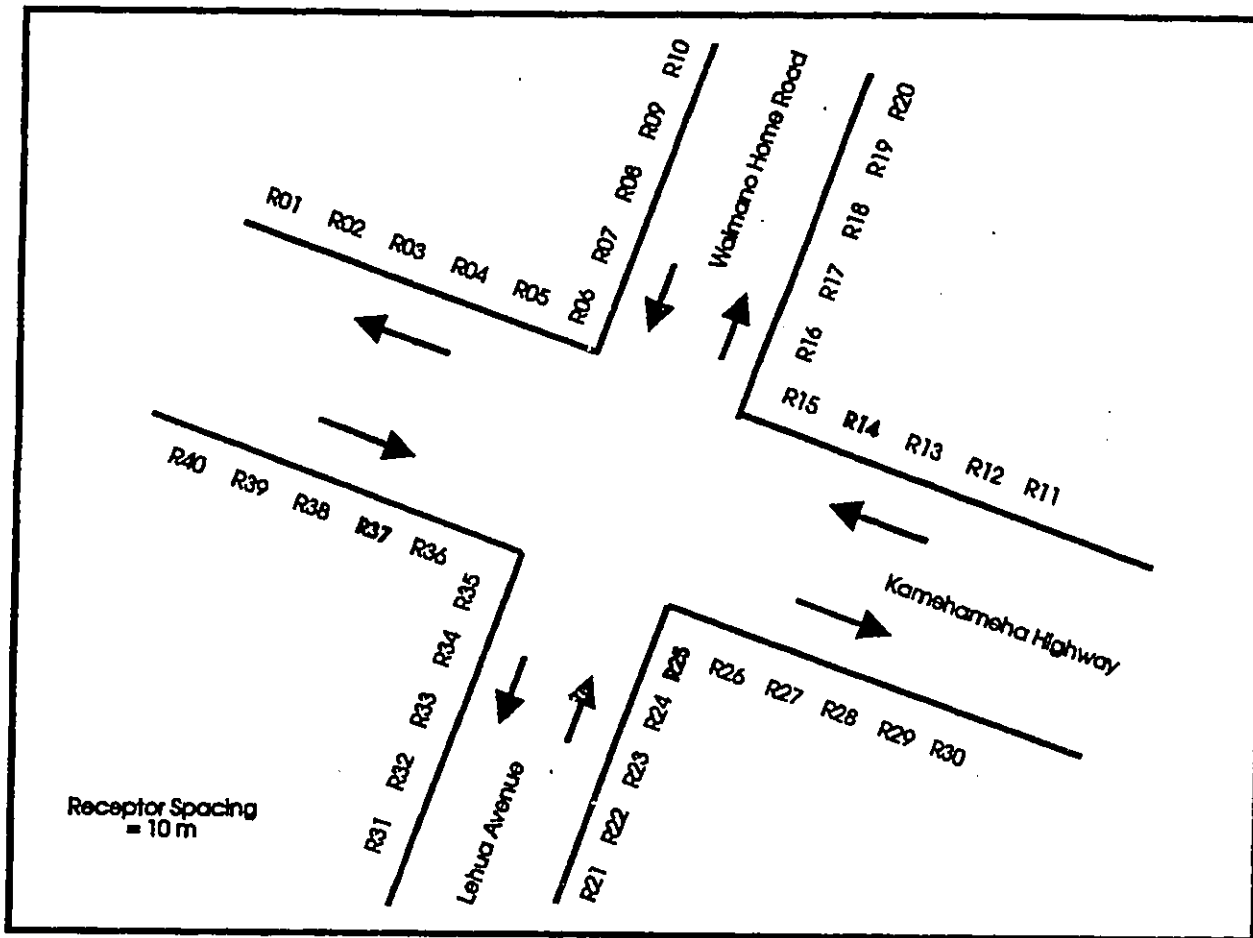 R10
R09
R08
R07
R06
Waimano Home Road
R20
R19
R18
R17
R16
R01
R02
R03
R04
R05
R15
R14
R13
R12
R11
R40
R39
R38
R37
R36
R35
R34
R33
R32
R31
Kamehameha Highway
R25
R26
R27
R28
R29
R30
R24
R23
R22
R21
Lehua Avenue
Receptor Spacing
= 10 m